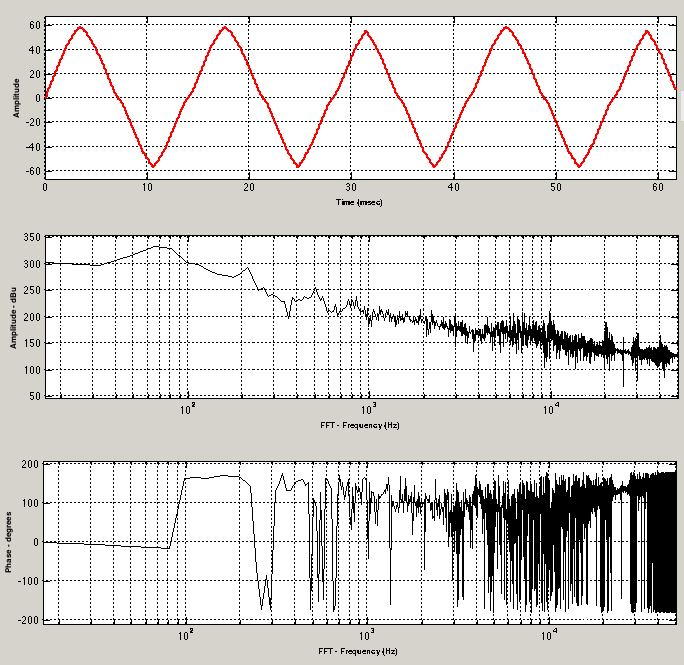 60
40
20
0
-20
-40
-60
Amplitude
0 10 20 30 40 50 60
Time (msec)
350
300
250
200
150
100
50
Amplitude - dBu
10² 10³ 10⁴
FFT - Frequency (Hz)
200
100
0
-100
-200
Phase - degrees
10² 10³ 10⁴
FFT - Frequency (Hz)